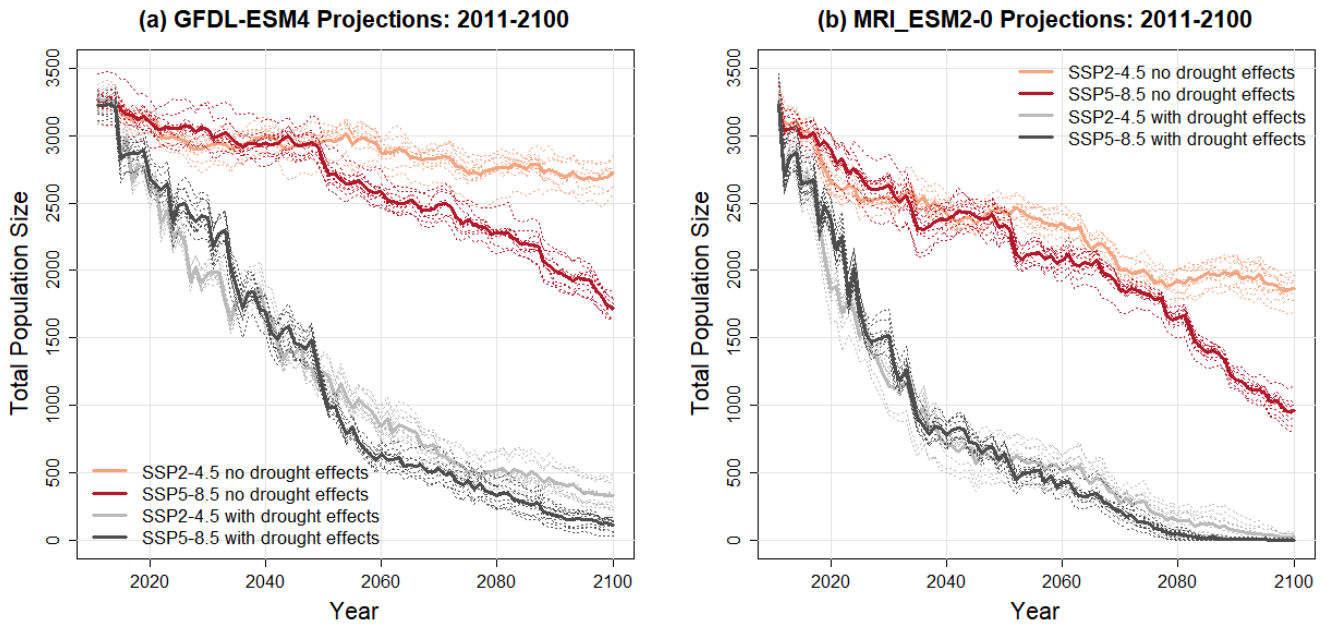 (a) GFDL-ESM4 Projections: 2011-2100
Total Population Size
3500
3000
2500
2000
1500
1000
500
0
SSP2-4.5 no drought effects
SSP5-8.5 no drought effects
SSP2-4.5 with drought effects
SSP5-8.5 with drought effects
2020 2040 2060 2080 2100
Year
(b) MRI_ESM2-0 Projections: 2011-2100
Total Population Size
3500
3000
2500
2000
1500
1000
500
0
SSP2-4.5 no drought effects
SSP5-8.5 no drought effects
SSP2-4.5 with drought effects
SSP5-8.5 with drought effects
2020 2040 2060 2080 2100
Year